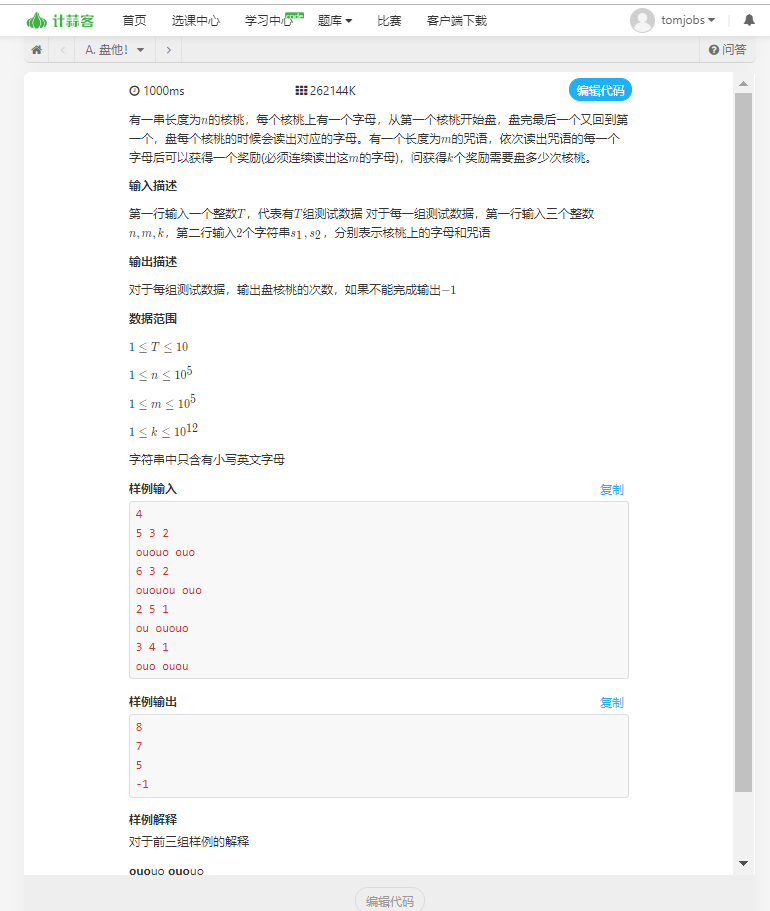 计蒜客 首页 选课中心 学习中心 code 题库 比赛 客户端下载 tomjobs
A. 盘他! 问答
1000ms 262144K 编辑代码
有一串长度为n的核桃，每个核桃上有一个字母，从第一个核桃开始盘，盘完最后一个又回到第
一个，盘每个核桃的时候会读出对应的字母。有一个长度为m的咒语，依次读出咒语的每一个
字母后可以获得一个奖励(必须连续读出这m的字母)，问获得k个奖励需要盘多少次核桃。
输入描述
第一行输入一个整数T，代表有T组测试数据 对于每一组测试数据，第一行输入三个整数
n, m, k，第二行输入2个字符串s1, s2，分别表示核桃上的字母和咒语
输出描述
对于每组测试数据，输出盘核桃的次数，如果不能完成输出−1
数据范围
1 ≤ T ≤ 10
1 ≤ n ≤ 10^5
1 ≤ m ≤ 10^5
1 ≤ k ≤ 10^12
字符串中只含有小写英文字母
样例输入 复制
4
5 3 2
ououo ouo
6 3 2
ououou ouo
2 5 1
ou ououo
3 4 1
ouo ouou
样例输出 复制
8
7
5
-1
样例解释
对于前三组样例的解释
ououo ououo
编辑代码